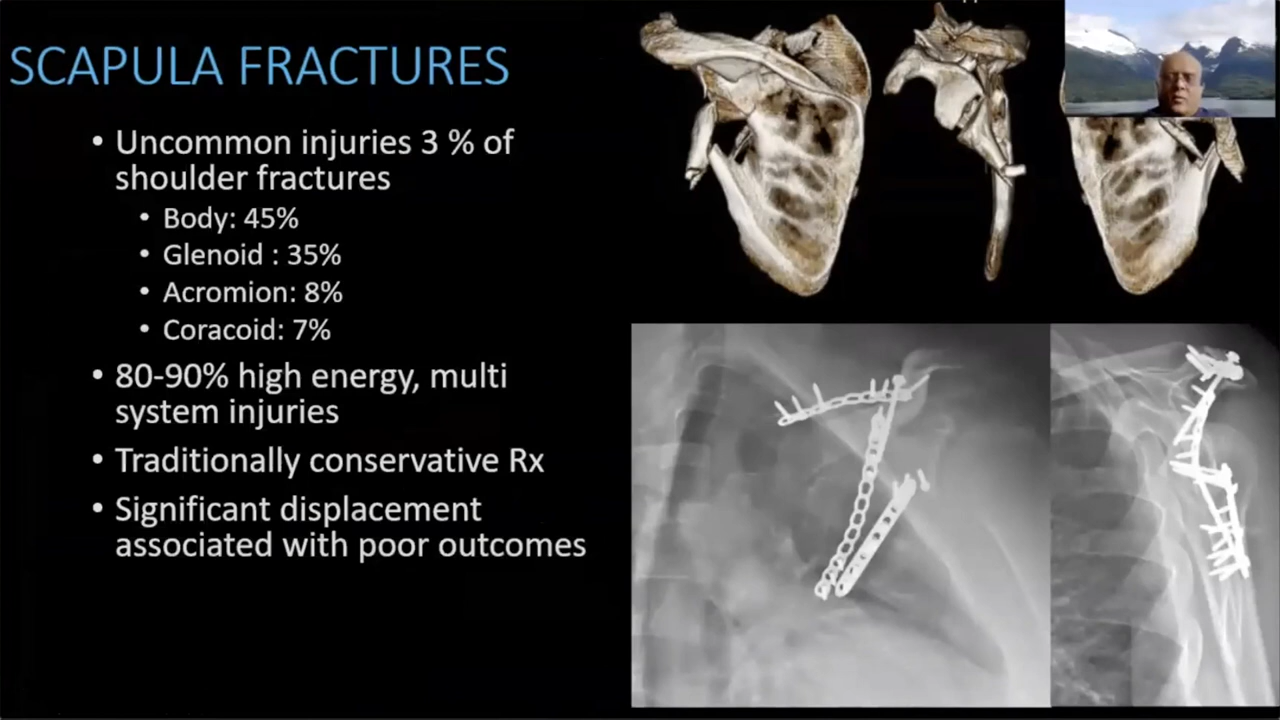 SCAPULA FRACTURES
• Uncommon injuries 3 % of
shoulder fractures
• Body: 45%
• Glenoid : 35%
• Acromion: 8%
• Coracoid: 7%
• 80-90% high energy, multi
system injuries
• Traditionally conservative Rx
• Significant displacement
associated with poor outcomes